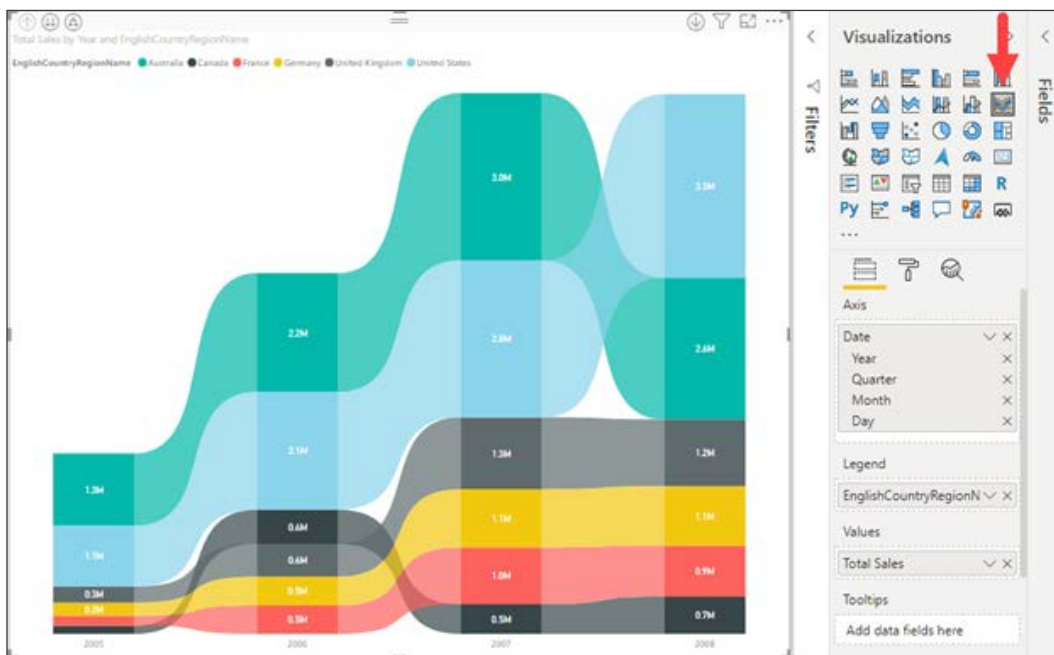 Total Sales by Year and EnglishCountryRegionName
EnglishCountryRegionName Australia Canada France Germany United Kingdom United States
1.3M
1.1M
0.3M
0.2M
2005
2.2M
2.1M
0.6M
0.6M
0.5M
0.5M
2006
3.0M
2.8M
1.3M
1.1M
1.0M
0.5M
2007
3.3M
2.6M
1.2M
1.1M
0.9M
0.7M
2008
Filters
Visualizations
R
Py
Axis
Date
Year
Quarter
Month
Day
Legend
EnglishCountryRegionN
Values
Total Sales
Tooltips
Add data fields here
Fields